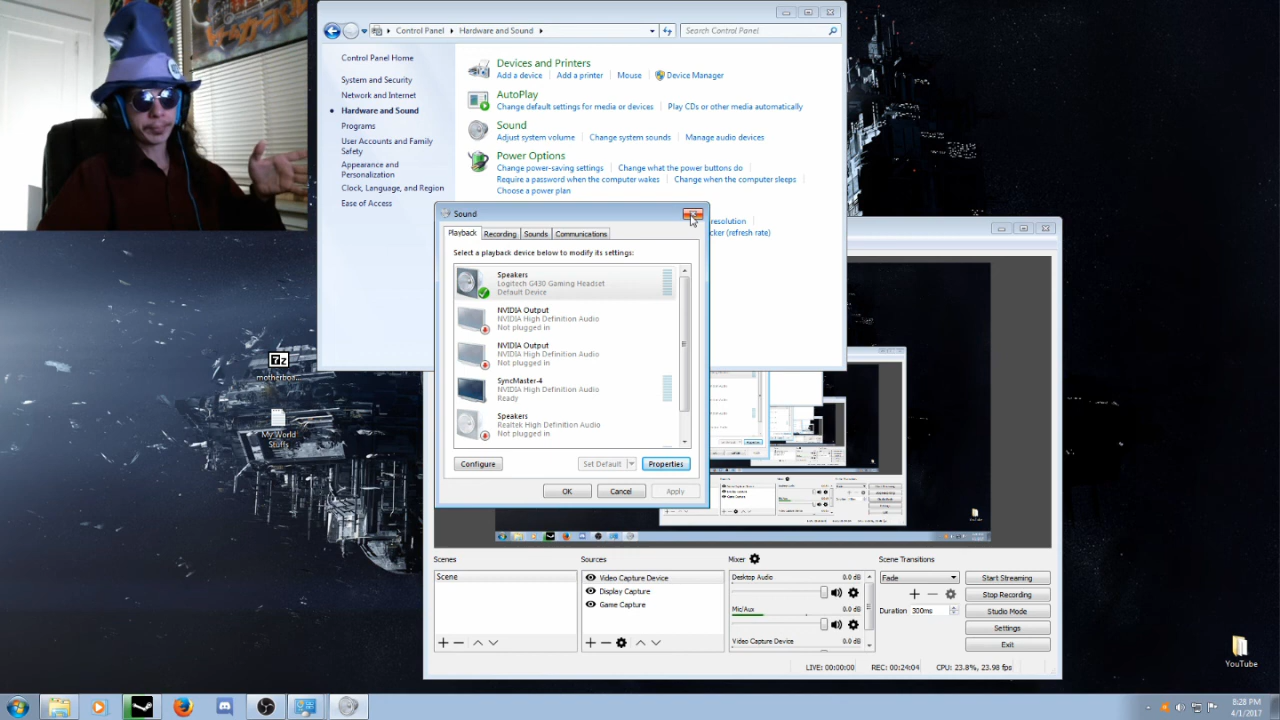 Control Panel
Hardware and Sound
Search Control Panel
Control Panel Home
System and Security
Network and Internet
Hardware and Sound
Programs
User Accounts and Family
Safety
Appearance and
Personalization
Clock, Language, and Region
Ease of Access
Devices and Printers
Add a device
Add a printer
Mouse
Device Manager
AutoPlay
Change default settings for media or devices
Play CDs or other media automatically
Sound
Adjust system volume
Change system sounds
Manage audio devices
Power Options
Change power-saving settings
Change what the power buttons do
Require a password when the computer wakes
Change when the computer sleeps
Choose a power plan
resolution
cker (refresh rate)
Sound
Playback
Recording
Sounds
Communications
Select a playback device below to modify its settings:
Speakers
Logitech G430 Gaming Headset
Default Device
NVIDIA Output
NVIDIA High Definition Audio
Not plugged in
NVIDIA Output
NVIDIA High Definition Audio
Not plugged in
SyncMaster-4
NVIDIA High Definition Audio
Ready
Speakers
Realtek High Definition Audio
Not plugged in
Configure
Set Default
Properties
OK
Cancel
Apply
7z
motherboa...
My World
Stuffs
Scenes
Scene
Sources
Video Capture Device
Display Capture
Game Capture
Mixer
Desktop Audio
0.0 dB
Mic/Aux
0.0 dB
Video Capture Device
0.0 dB
Scene Transitions
Fade
Duration
300ms
Start Streaming
Stop Recording
Studio Mode
Settings
Exit
LIVE: 00:00:00
REC: 00:24:04
CPU: 23.8%, 23.98 fps
YouTube
8:28 PM
4/1/2017